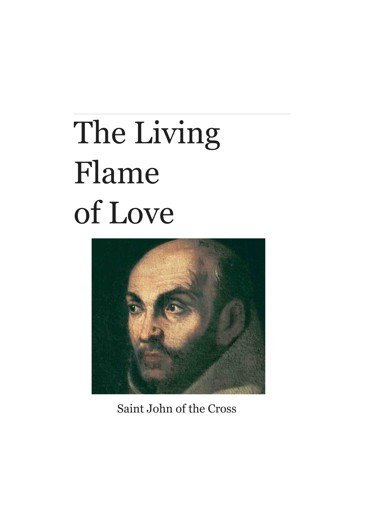 The Living
Flame
of Love
Saint John of the Cross